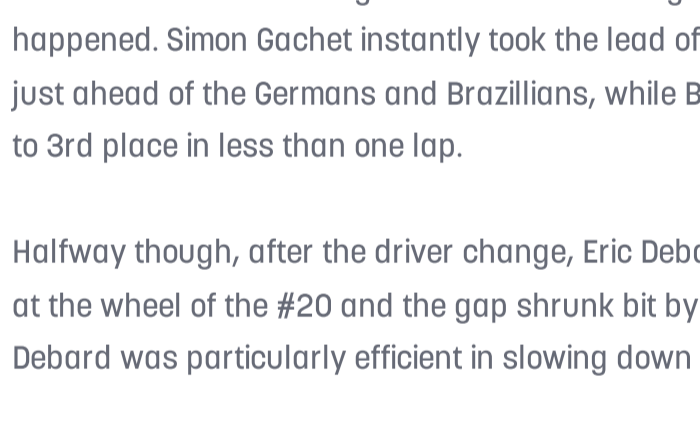 happened. Simon Gachet instantly took the lead of
just ahead of the Germans and Brazillians, while
to 3rd place in less than one lap.
Halfway though, after the driver change, Eric
at the wheel of the #20 and the gap shrunk bit by
Debard was particularly efficient in slowing down